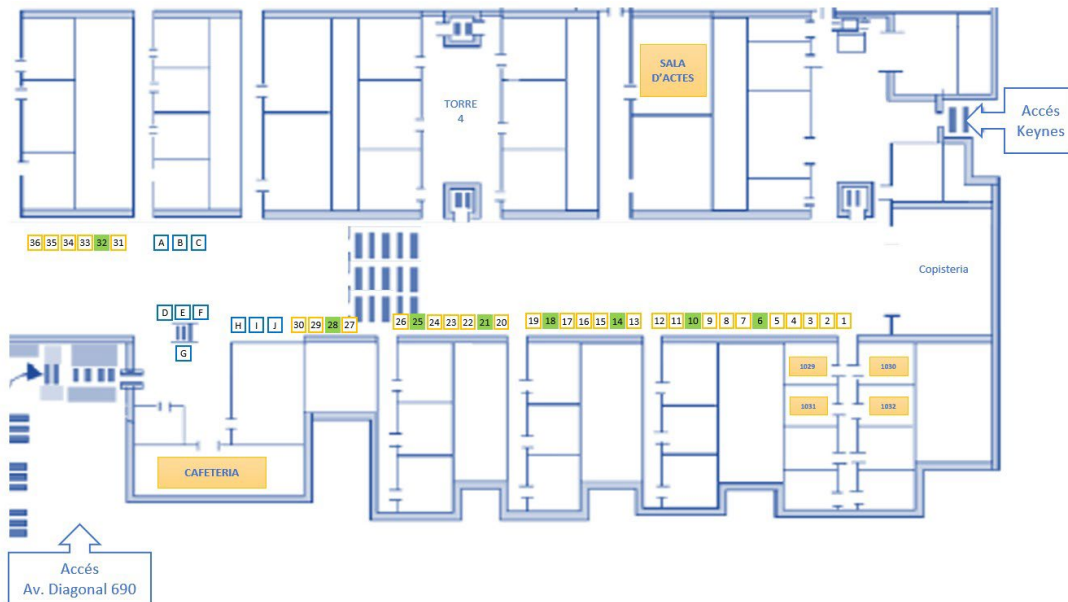 SALA
D'ACTES
TORRE
4
Accés
Keynes
36 35 34 33 32 31
A B C
Copisteria
D E F
H I J
30 29 28 27
26 25 24 23 22 21 20
19 18 17 16 15 14 13
12 11 10 9 8 7 6 5 4 3 2 1
G
1029
1030
1031
1032
CAFETERIA
Accés
Av. Diagonal 690